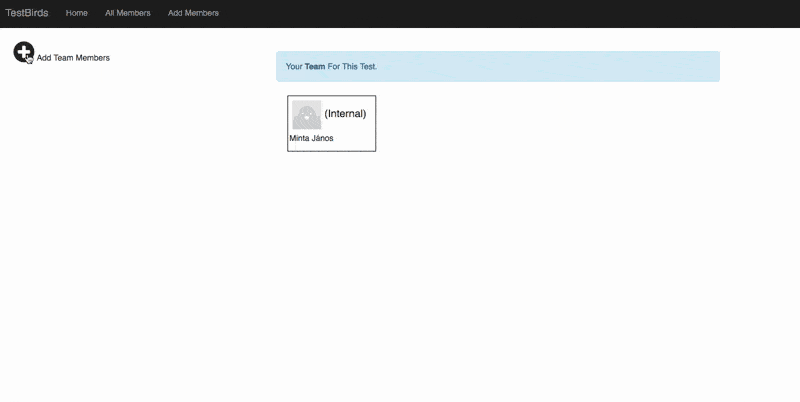 TestBirds Home All Members Add Members
Add Team Members
Your Team For This Test.
(Internal)
Minta János